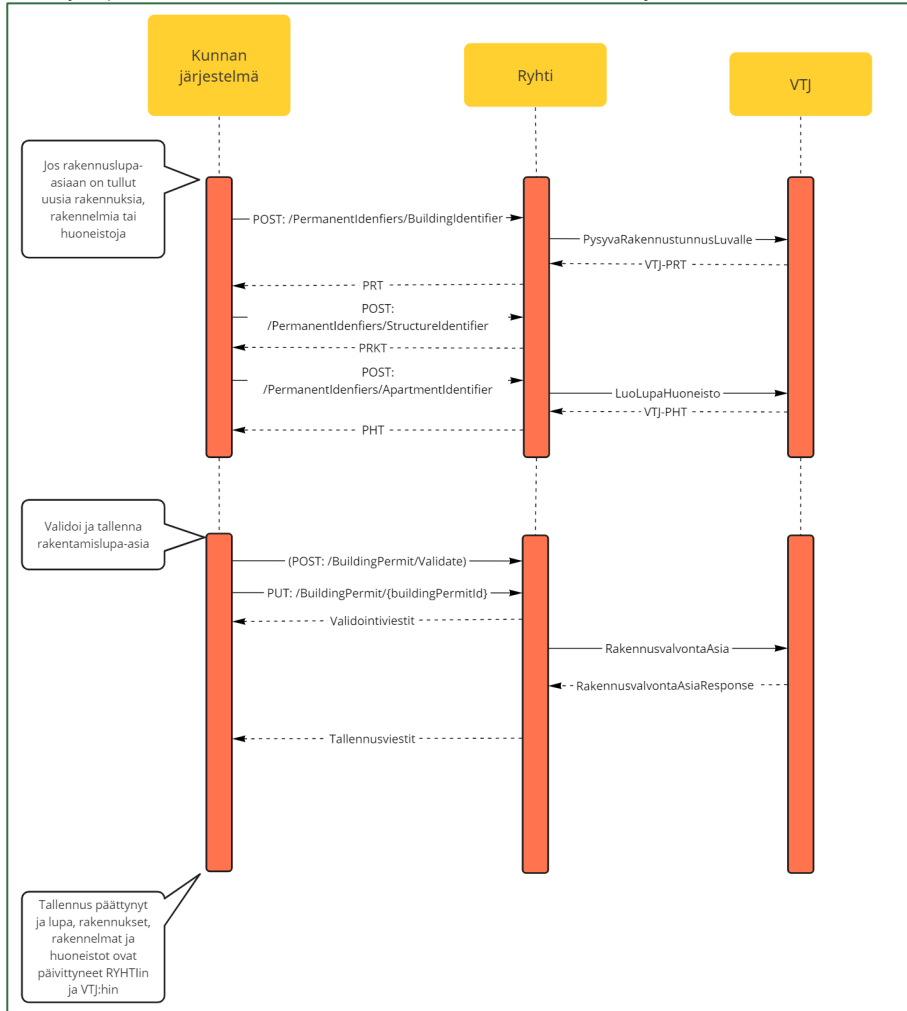 Kunnan
järjestelmä
Ryhti
VTJ
Jos rakennuslupa-
asiaan on tullut
uusia rakennuksia,
rakennelmia tai
huoneistoja
POST: /PermanentIdenfiers/BuildingIdentifier
PysyvaRakennustunnusLuvalle
VTJ-PRT
PRT
POST:
/PermanentIdenfiers/StructureIdentifier
PRKT
POST:
/PermanentIdenfiers/ApartmentIdentifier
LuoLupaHuoneisto
VTJ-PHT
PHT
Validoi ja tallenna
rakentamislupa-asia
(POST: /BuildingPermit/Validate)
PUT: /BuildingPermit/{buildingPermitId}
Validointiviestit
RakennusvalvontaAsia
RakennusvalvontaAsiaResponse
Tallennusviestit
Tallennus päättynyt
ja lupa, rakennukset,
rakennelmat ja
huoneistot ovat
päivittyneet RYHTIin
ja VTJ:hin